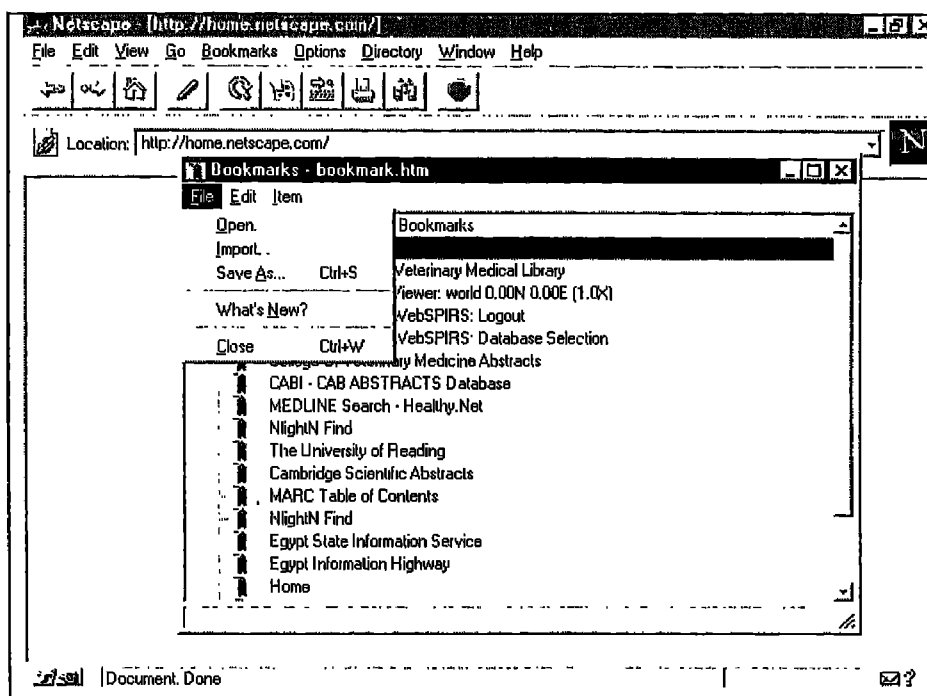 Netscape - [http://home.netscape.com/]
File Edit View Go Bookmarks Options Directory Window Help
Location: http://home.netscape.com/
N
Bookmarks - bookmark.htm
File Edit Item
Open.
Bookmarks
Import. .
Save As... Ctrl+S
Veterinary Medical Library
Viewer: world 0.00N 0.00E (1.0X)
What's New?
WebSPIRS: Logout
WebSPIRS: Database Selection
Close Ctrl+W
College Of Veterinary Medicine Abstracts
CABI - CAB ABSTRACTS Database
MEDLINE Search - Healthy.Net
NlightN Find
The University of Reading
Cambridge Scientific Abstracts
MARC Table of Contents
NlightN Find
Egypt State Information Service
Egypt Information Highway
Home
Document. Done
?